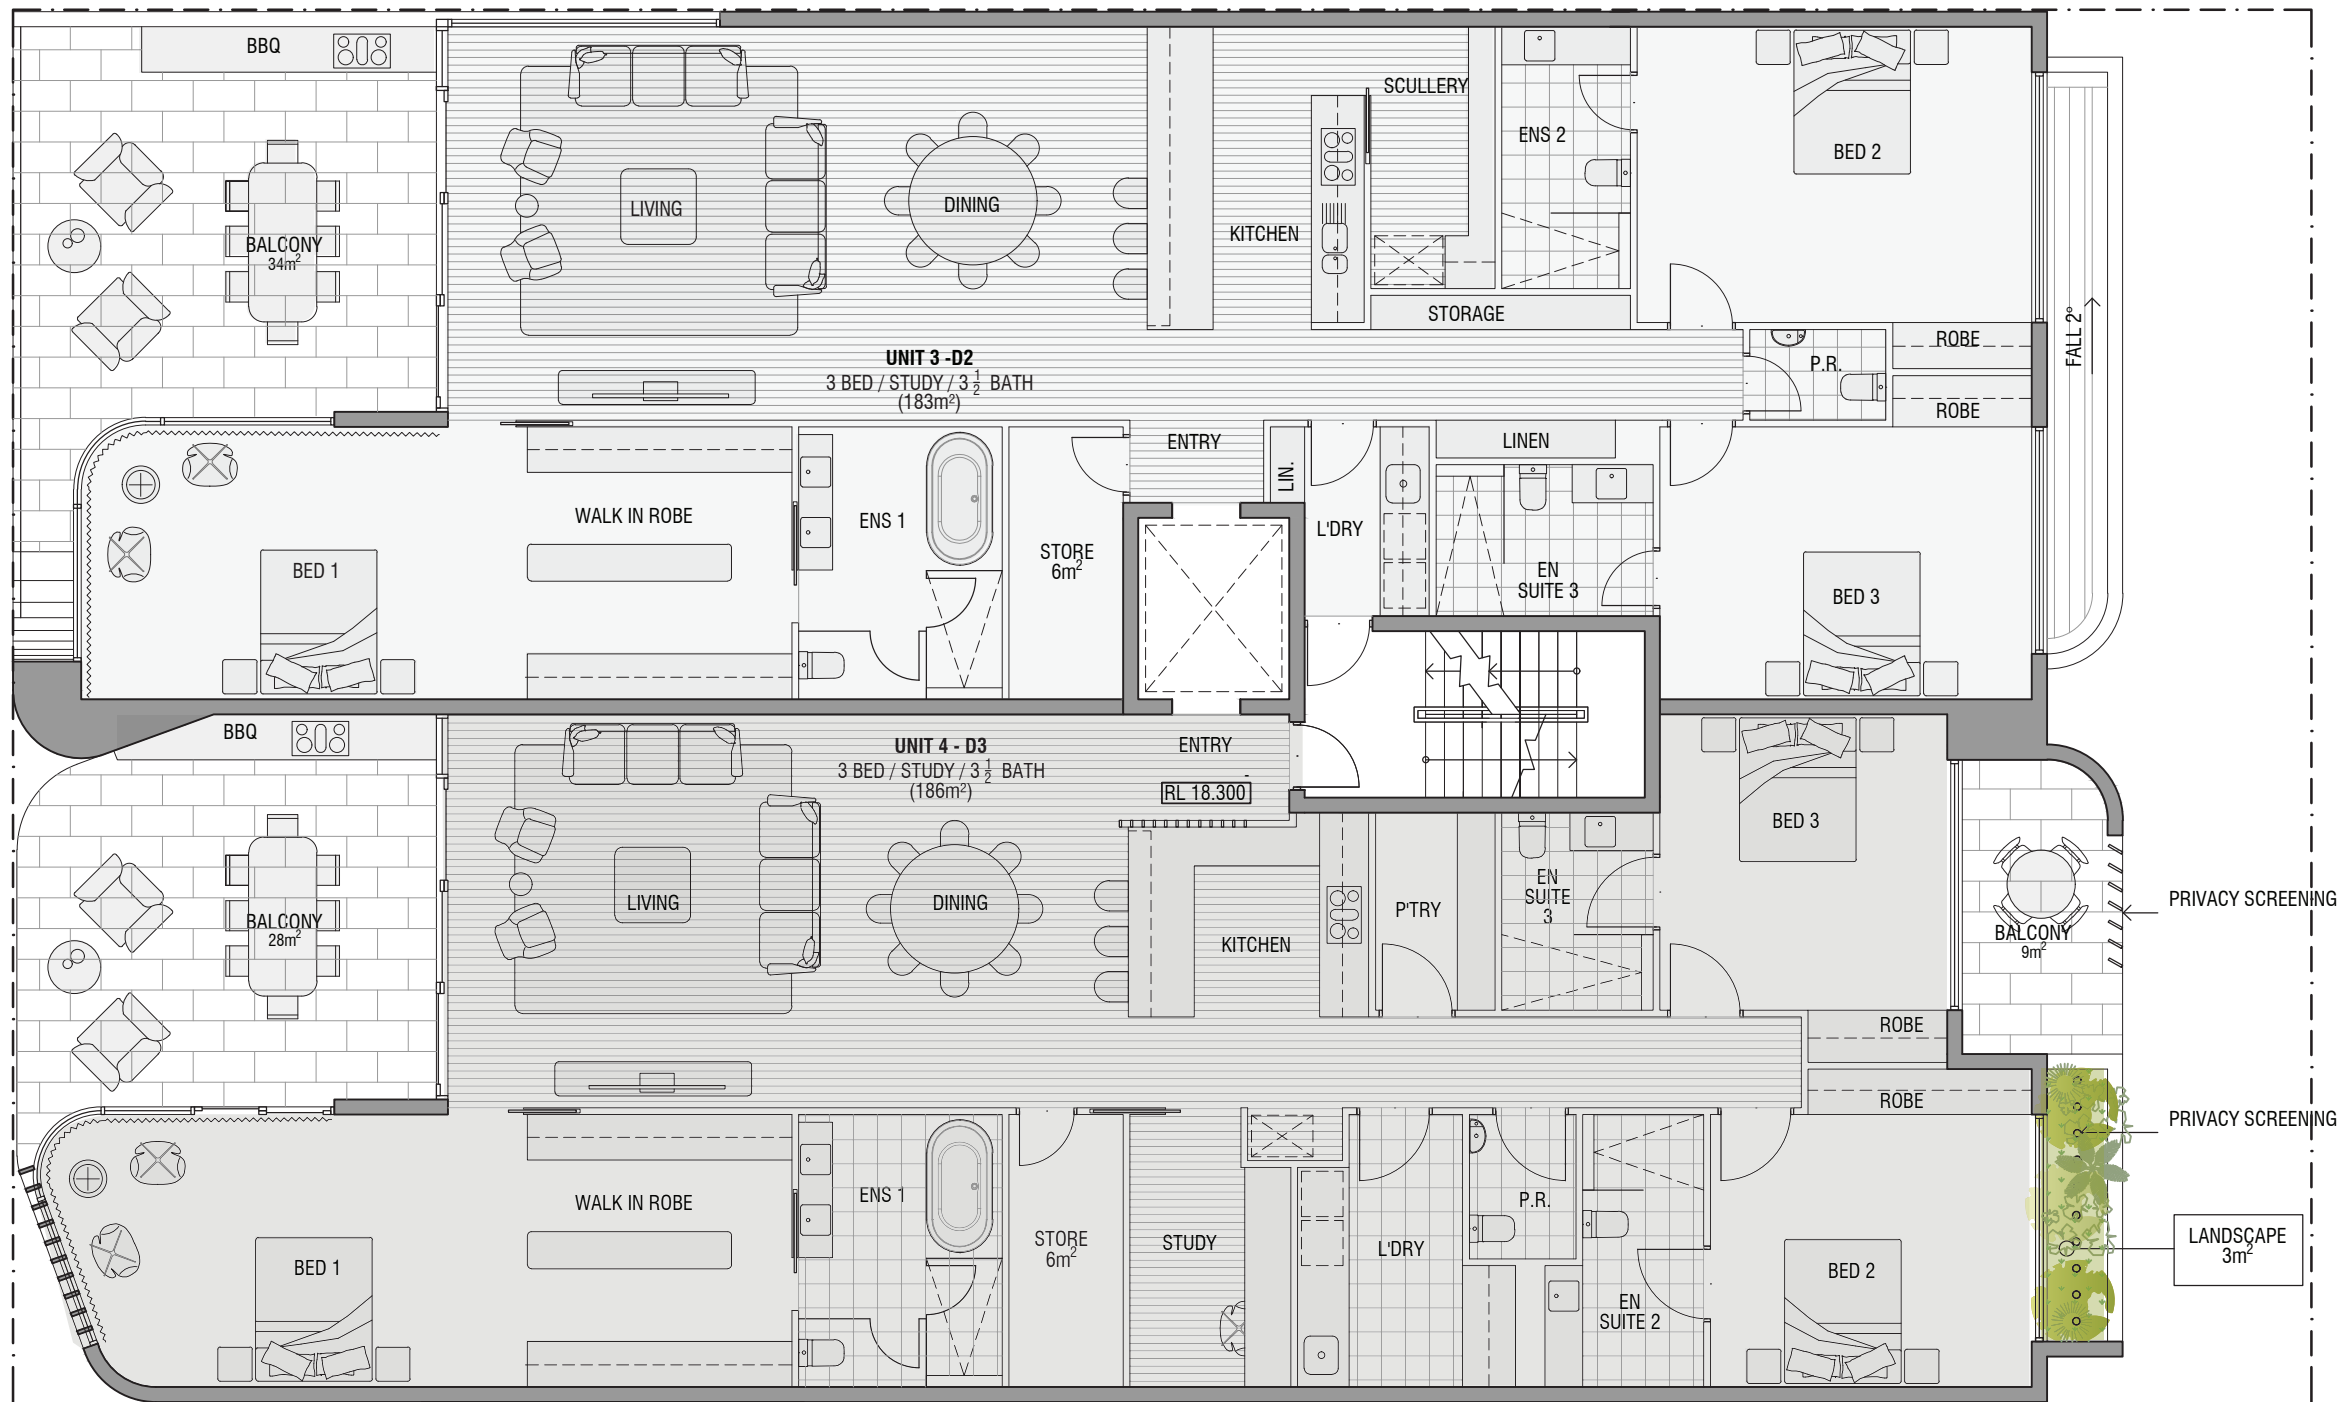 BBQ
SCULLERY
ENS 2
BED 2
LIVING
DINING
KITCHEN
BALCONY
34m²
STORAGE
FALL 2°
UNIT 3 -D2
3 BED / STUDY / 3 ½ BATH
(183m²)
P.R.
ROBE
ROBE
ENTRY
LIN.
LINEN
WALK IN ROBE
ENS 1
STORE
6m²
L'DRY
EN
SUITE 3
BED 1
BED 3
BBQ
UNIT 4 - D3
3 BED / STUDY / 3 ½ BATH
(186m²)
ENTRY
-
RL 18.300
BED 3
LIVING
DINING
KITCHEN
P'TRY
EN
SUITE
3
BALCONY
28m²
BALCONY
9m²
PRIVACY SCREENING
ROBE
ROBE
PRIVACY SCREENING
WALK IN ROBE
ENS 1
STORE
6m²
STUDY
L'DRY
P.R.
EN
SUITE 2
BED 1
BED 2
LANDSCAPE
3m²